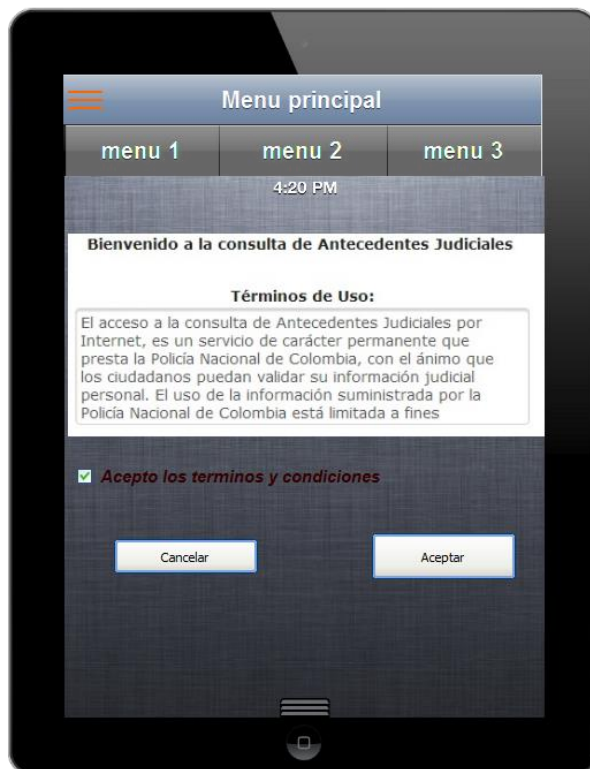 Menu principal
menu 1 menu 2 menu 3
4:20 PM
Bienvenido a la consulta de Antecedentes Judiciales
Términos de Uso:
El acceso a la consulta de Antecedentes Judiciales por
Internet, es un servicio de carácter permanente que
presta la Policía Nacional de Colombia, con el ánimo que
los ciudadanos puedan validar su información judicial
personal. El uso de la información suministrada por la
Policía Nacional de Colombia está limitada a fines
Acepto los terminos y condiciones
Cancelar Aceptar